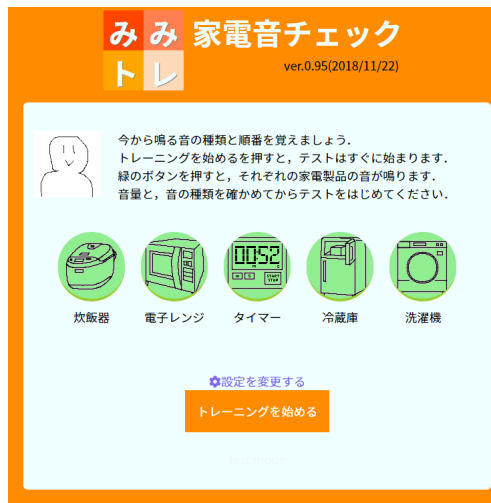 みみ
トレ
家電音チェック
ver.0.95(2018/11/22)
今から鳴る音の種類と順番を覚えましょう.
トレーニングを始めるを押すと，テストはすぐに始まります.
緑のボタンを押すと，それぞれの家電製品の音が鳴ります.
音量と，音の種類を確かめてからテストをはじめてください.
00:52
START
STOP
炊飯器
電子レンジ
タイマー
冷蔵庫
洗濯機
設定を変更する
トレーニングを始める
test mode